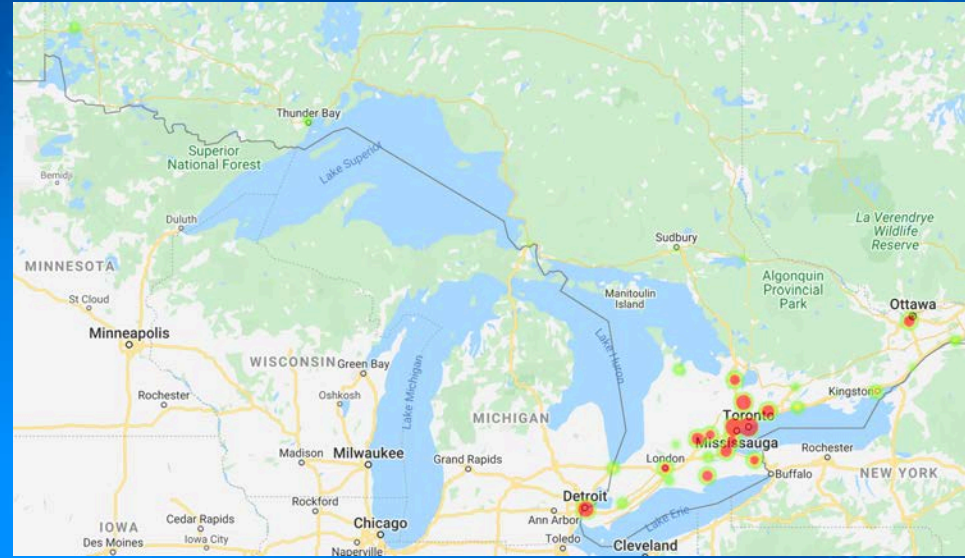 Thunder Bay
Superior
National Forest
Lake Superior
Bemidji
Duluth
La Verendrye
Wildlife
Reserve
Sudbury
MINNESOTA
Algonquin
Provincial
Park
Manitoulin
Island
St Cloud
Ottawa
Minneapolis
Lake Huron
WISCONSIN
Green Bay
Lake Michigan
Rochester
Oshkosh
Kingston
MICHIGAN
Toronto
Mississauga
Madison
Milwaukee
Grand Rapids
London
Rochester
Buffalo
NEW YORK
Rockford
Detroit
Ann Arbor
Lake Erie
IOWA
Cedar Rapids
Iowa City
Des Moines
Chicago
Naperville
Toledo
Cleveland